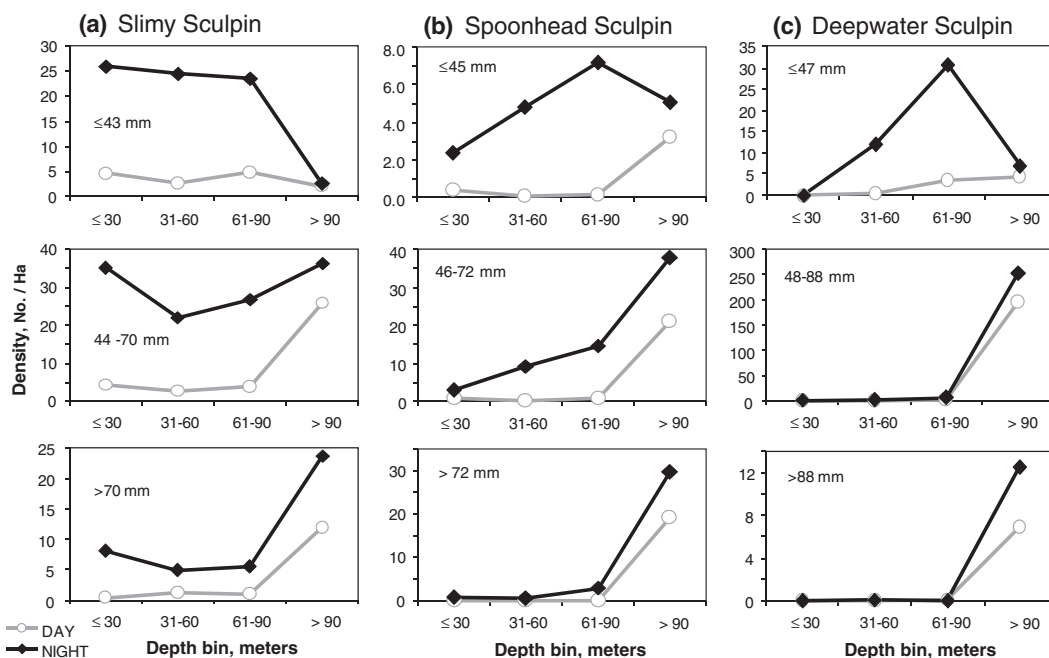 (a) Slimy Sculpin
(b) Spoonhead Sculpin
(c) Deepwater Sculpin
30
25
20
15
10
5
0
≤43 mm
≤ 30 31-60 61-90 > 90
8.0
6.0
4.0
2.0
0.0
≤45 mm
≤ 30 31-60 61-90 > 90
35
30
25
20
15
10
5
0
≤47 mm
≤ 30 31-60 61-90 > 90
Density, No. / Ha
40
30
20
10
0
44 -70 mm
≤ 30 31-60 61-90 > 90
40
30
20
10
0
46-72 mm
≤ 30 31-60 61-90 > 90
300
250
200
150
100
50
0
48-88 mm
≤ 30 31-60 61-90 > 90
25
20
15
10
5
0
>70 mm
≤ 30 31-60 61-90 > 90
Depth bin, meters
30
20
10
0
> 72 mm
≤ 30 31-60 61-90 > 90
Depth bin, meters
12
8
4
0
>88 mm
≤ 30 31-60 61-90 > 90
Depth bin, meters
DAY
NIGHT